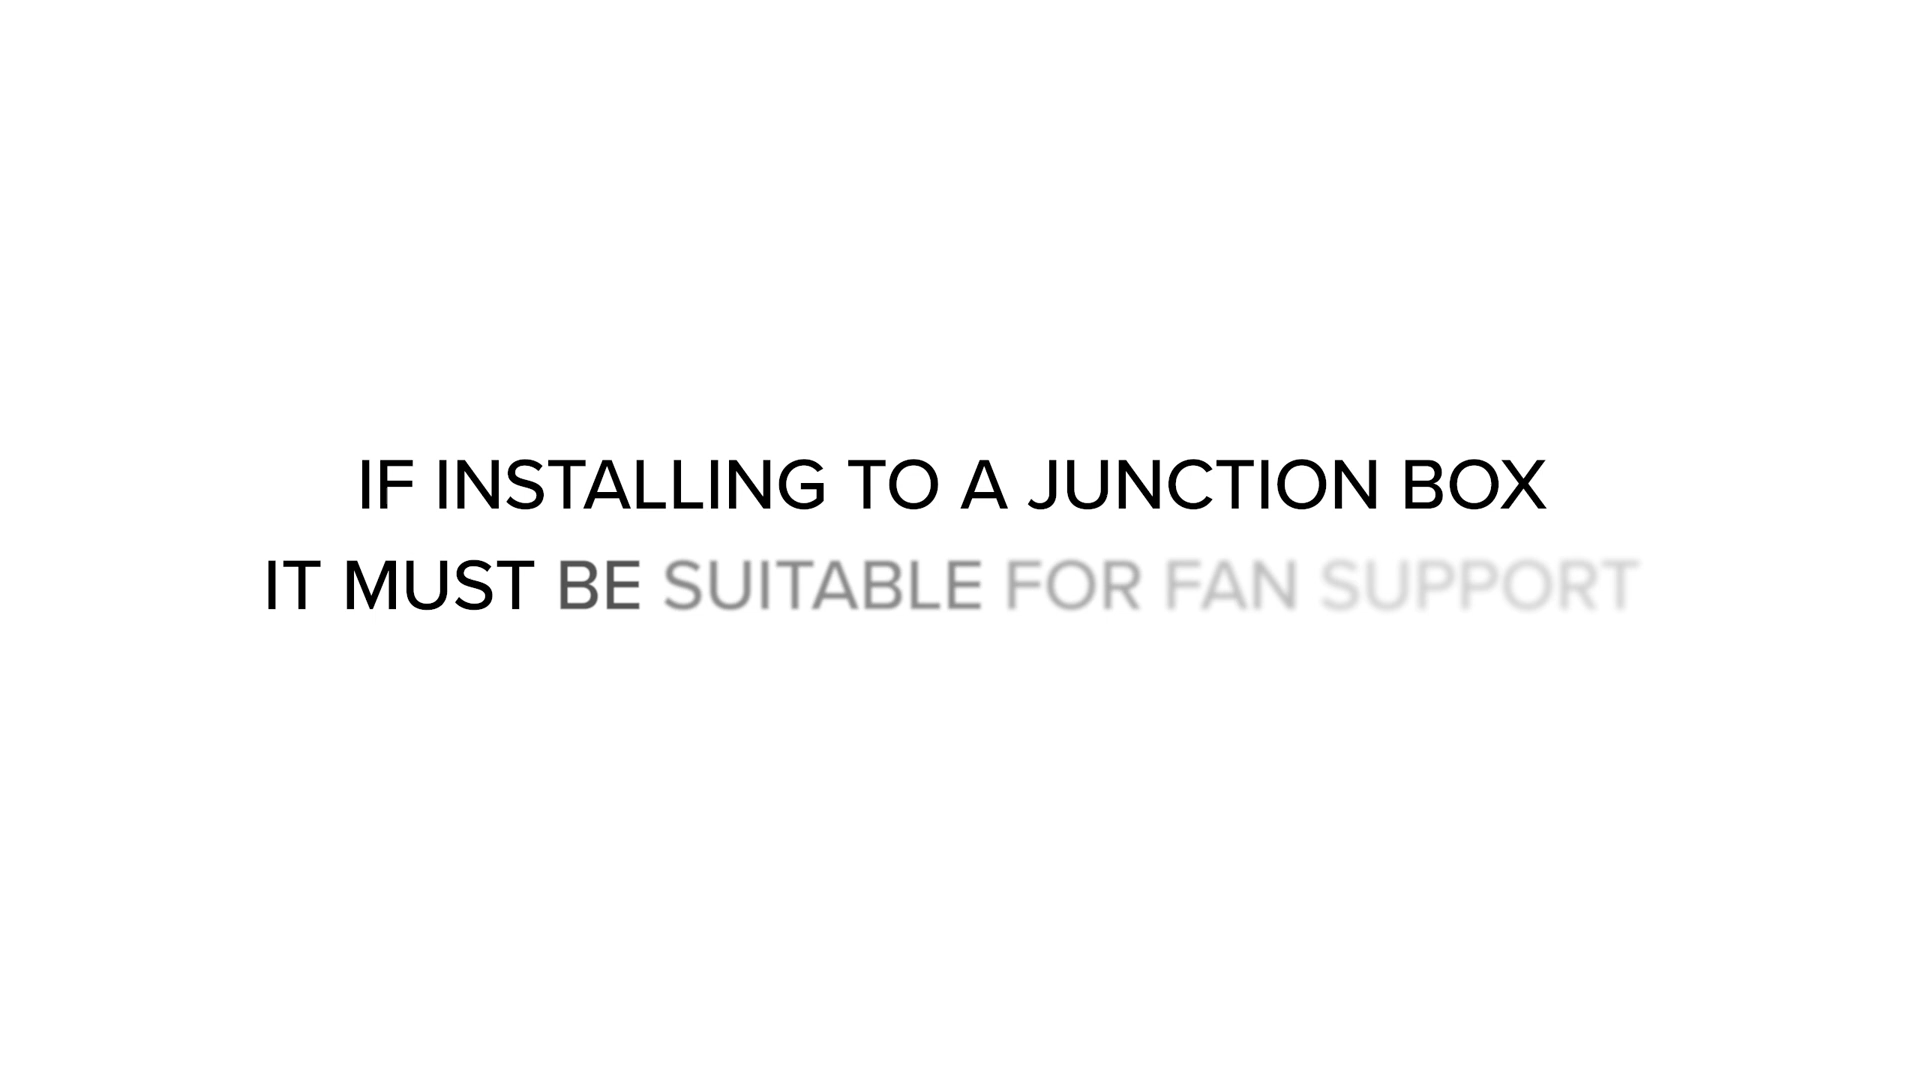 IF INSTALLING TO A JUNCTION BOX
IT MUST BE SUITABLE FOR FAN SUPPORT